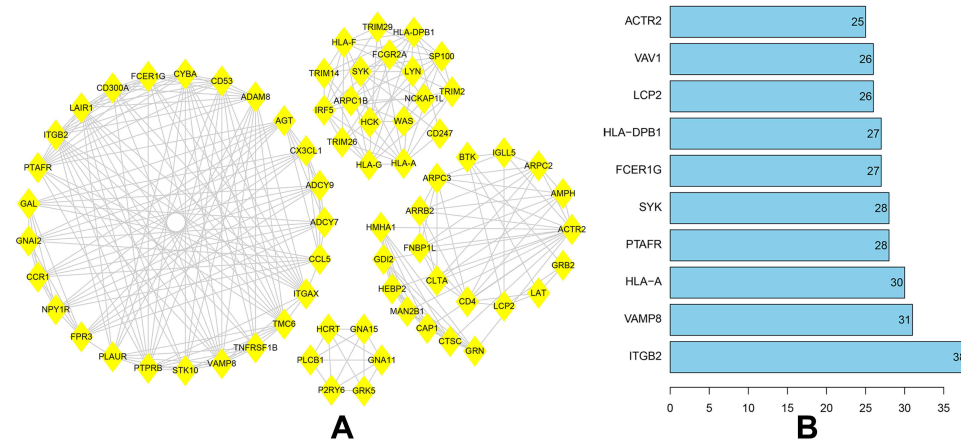 FCER1G
CYBA
CD53
CD300A
ADAM8
LAIR1
AGT
ITGB2
CX3CL1
PTAFR
ADCY9
GAL
ADCY7
GNAI2
CCL5
CCR1
ITGAX
NPY1R
TMC6
FPR3
TNFRSF1B
PLAUR
VAMP8
PTPRB
STK10
TRIM29
HLA-DPB1
HLA-F
FCGR2A
SP100
TRIM14
SYK
LYN
TRIM2
ARPC1B
NCKAP1L
IRF5
HCK
WAS
CD247
TRIM26
HLA-G
HLA-A
BTK
IGLL5
ARPC2
ARPC3
AMPH
ARRB2
ACTR2
HMHA1
FNBP1L
GRB2
GDI2
CLTA
LAT
HEBP2
CD4
LCP2
MAN2B1
CAP1
CTSC
GRN
HCRT
GNA15
PLCB1
GNA11
P2RY6
GRK5
A
ACTR2 25
VAV1 26
LCP2 26
HLA−DPB1 27
FCER1G 27
SYK 28
PTAFR 28
HLA−A 30
VAMP8 31
ITGB2
0 5 10 15 20 25 30 35
B